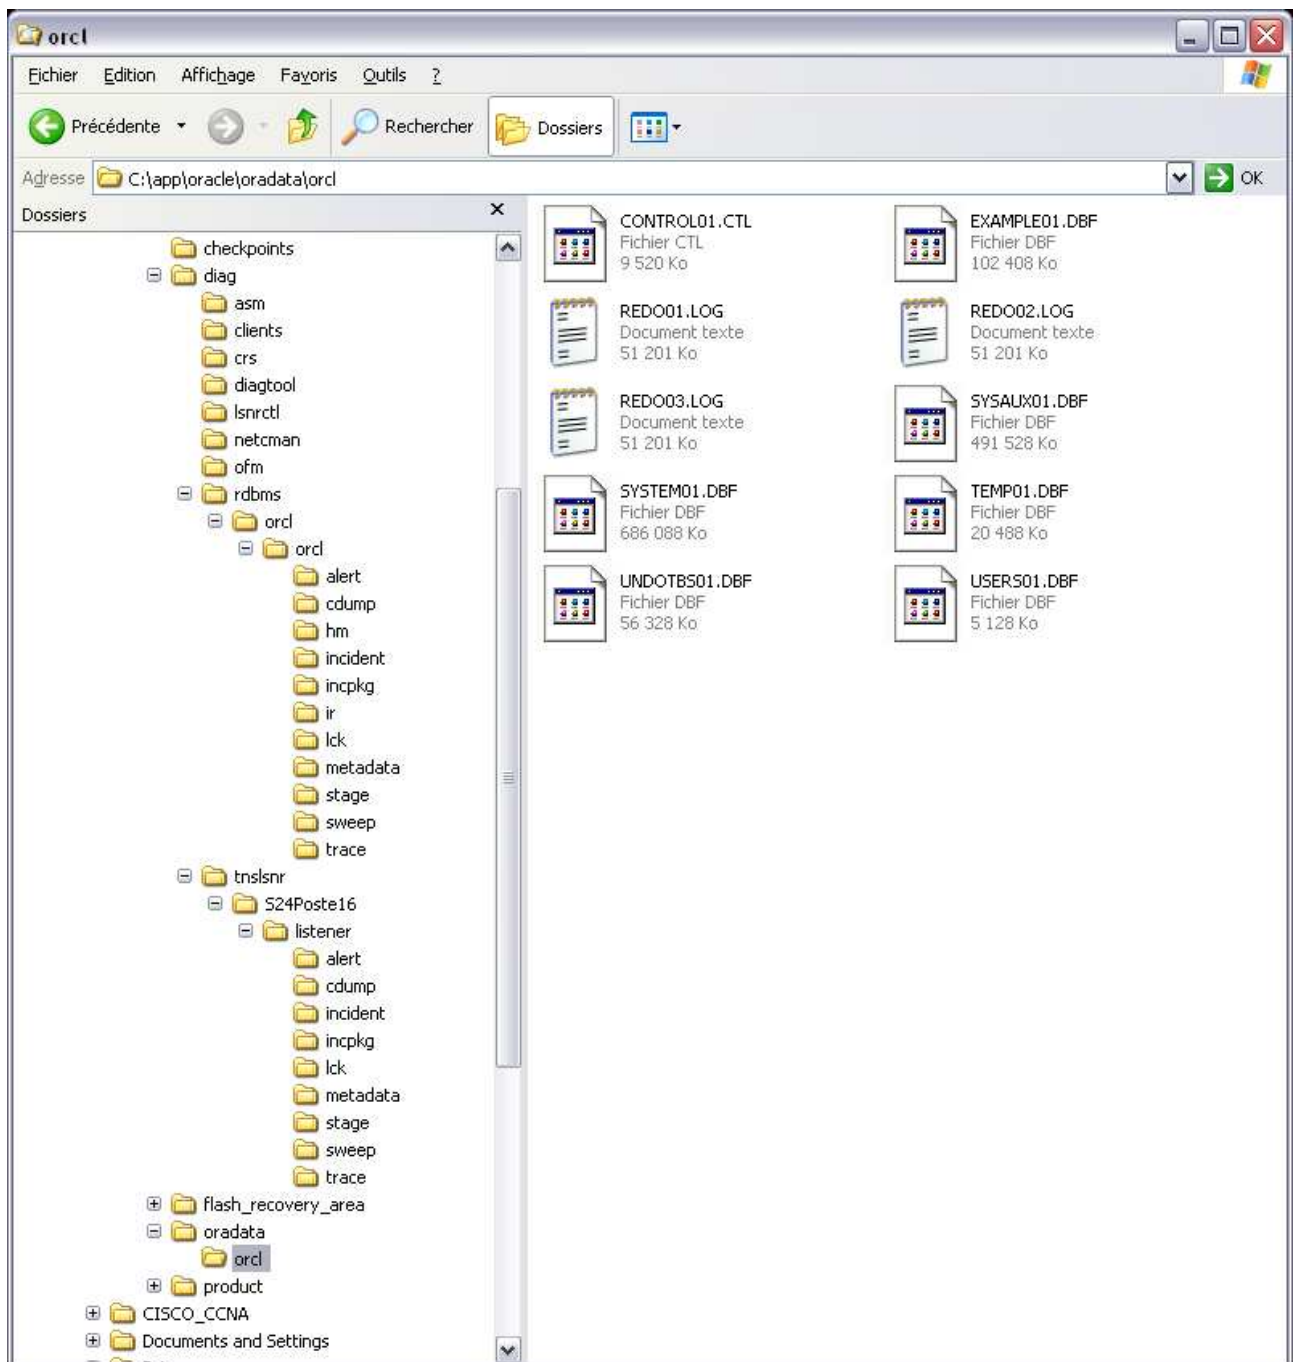 orcl
Fichier Edition Affichage Favoris Outils ?
Précédente Rechercher Dossiers
Adresse C:\app\oracle\oradata\orcl OK
Dossiers x
checkpoints
diag
asm
clients
crs
diagtool
lsnrctl
netcman
ofm
rdbms
orcl
orcl
alert
cdump
hm
incident
incpkg
ir
lck
metadata
stage
sweep
trace
tnslsnr
S24Poste16
listener
alert
cdump
incident
incpkg
lck
metadata
stage
sweep
trace
flash_recovery_area
oradata
orcl
product
CISCO_CCNA
Documents and Settings
CONTROL01.CTL
Fichier CTL
9 520 Ko
EXAMPLE01.DBF
Fichier DBF
102 408 Ko
REDO01.LOG
Document texte
51 201 Ko
REDO02.LOG
Document texte
51 201 Ko
REDO03.LOG
Document texte
51 201 Ko
SYSAUX01.DBF
Fichier DBF
491 528 Ko
SYSTEM01.DBF
Fichier DBF
686 088 Ko
TEMP01.DBF
Fichier DBF
20 488 Ko
UNDOTBS01.DBF
Fichier DBF
56 328 Ko
USERS01.DBF
Fichier DBF
5 128 Ko